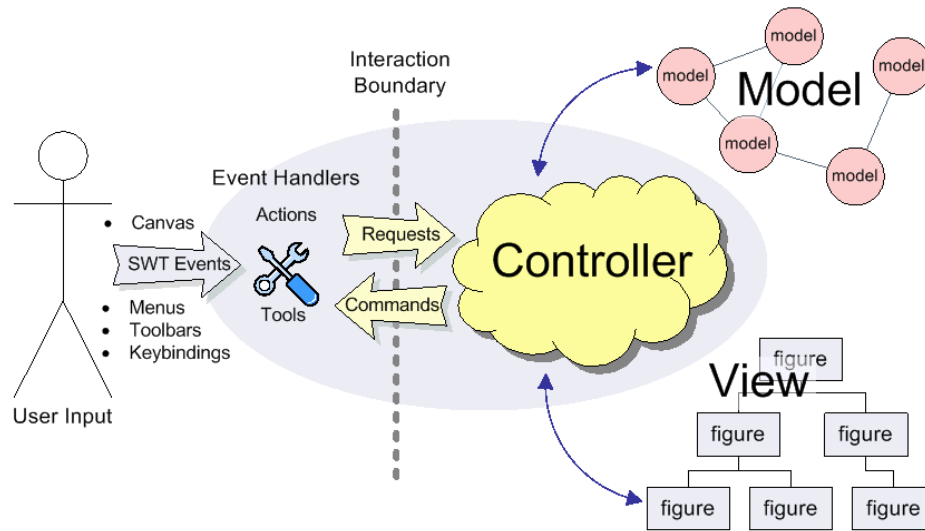 Interaction
Boundary
model
model
model
Model
model
model
Event Handlers
Actions
Canvas
Requests
SWT Events
Controller
Tools
Commands
Menus
Toolbars
Keybindings
User Input
figure
View
figure
figure
figure
figure
figure